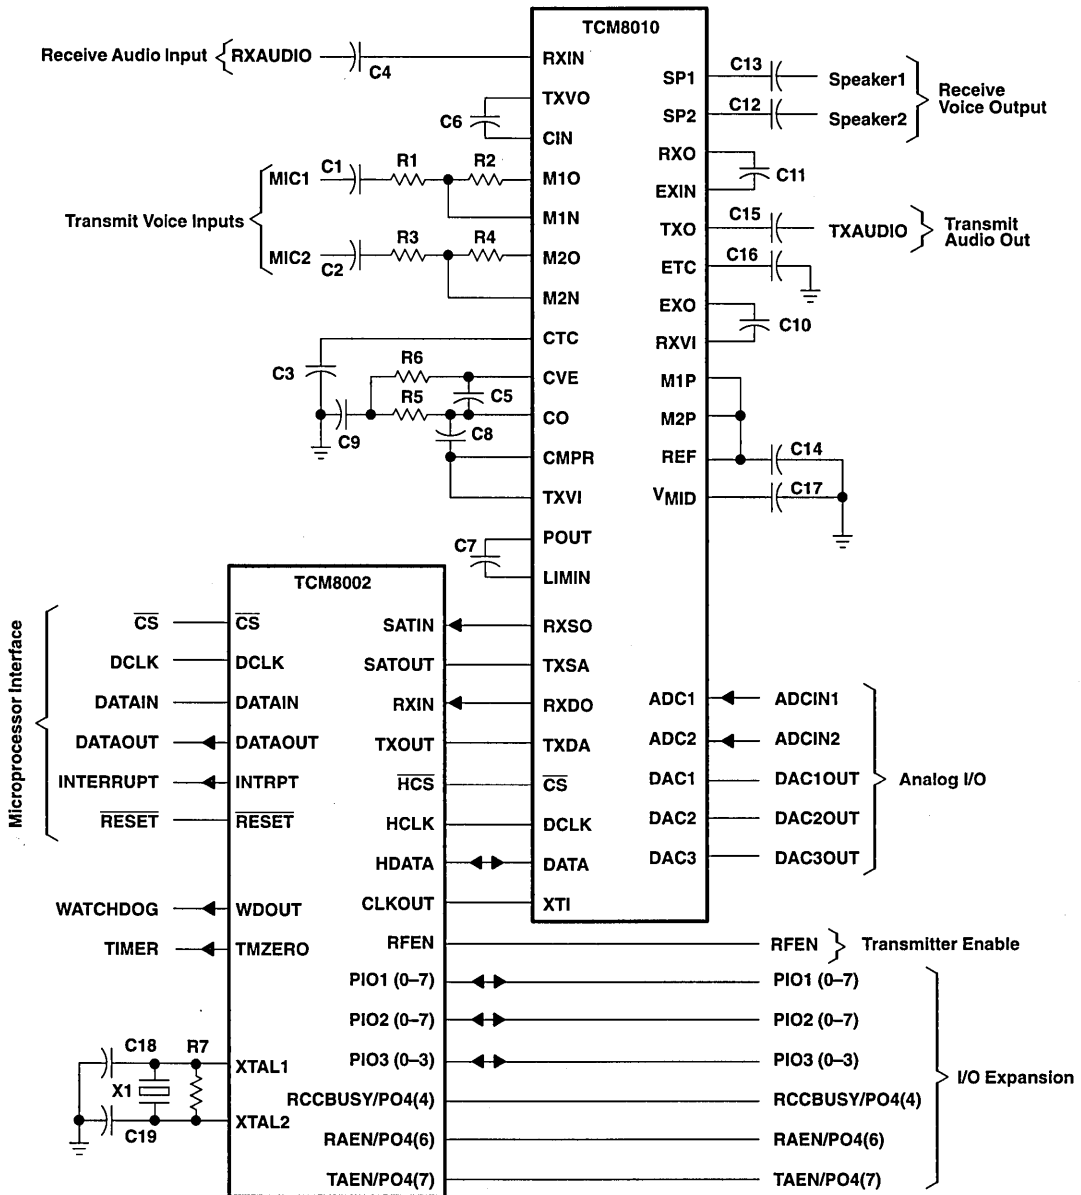 TCM8010
Receive Audio Input
RXAUDIO
C4
RXIN
C6
TXVO
CIN
Transmit Voice Inputs
MIC1
C1
R1
R2
M1O
M1N
MIC2
C2
R3
R4
M2O
M2N
CTC
C3
R6
CVE
C5
R5
CO
C9
C8
CMPR
TXVI
C7
POUT
LIMIN
SP1
C13
Speaker1
SP2
C12
Speaker2
Receive
Voice Output
RXO
C11
EXIN
TXO
C15
TXAUDIO
Transmit
Audio Out
ETC
C16
EXO
C10
RXVI
M1P
M2P
REF
C14
VMID
C17
TCM8002
Microprocessor Interface
CS
CS
SATIN
RXSO
DCLK
DCLK
SATOUT
TXSA
DATAIN
DATAIN
RXIN
RXDO
DATAOUT
DATAOUT
TXOUT
TXDA
INTERRUPT
INTRPT
HCS
CS
RESET
RESET
HCLK
DCLK
HDATA
DATA
WATCHDOG
WDOUT
CLKOUT
XTI
TIMER
TMZERO
ADC1
ADCIN1
ADC2
ADCIN2
DAC1
DAC1OUT
DAC2
DAC2OUT
DAC3
DAC3OUT
Analog I/O
RFEN
RFEN
Transmitter Enable
PIO1 (0–7)
PIO1 (0–7)
PIO2 (0–7)
PIO2 (0–7)
PIO3 (0–3)
PIO3 (0–3)
RCCBUSY/PO4(4)
RCCBUSY/PO4(4)
RAEN/PO4(6)
RAEN/PO4(6)
TAEN/PO4(7)
TAEN/PO4(7)
I/O Expansion
C18
R7
XTAL1
X1
C19
XTAL2